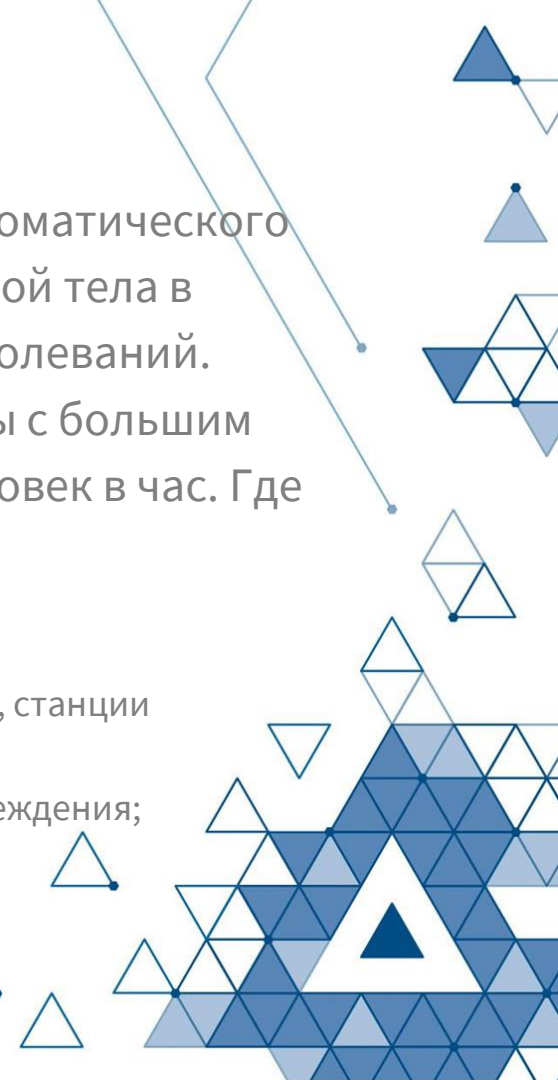 оматического
ой тела в
олеваний.
ы с большим
овек в час. Где
, станции
еждения;